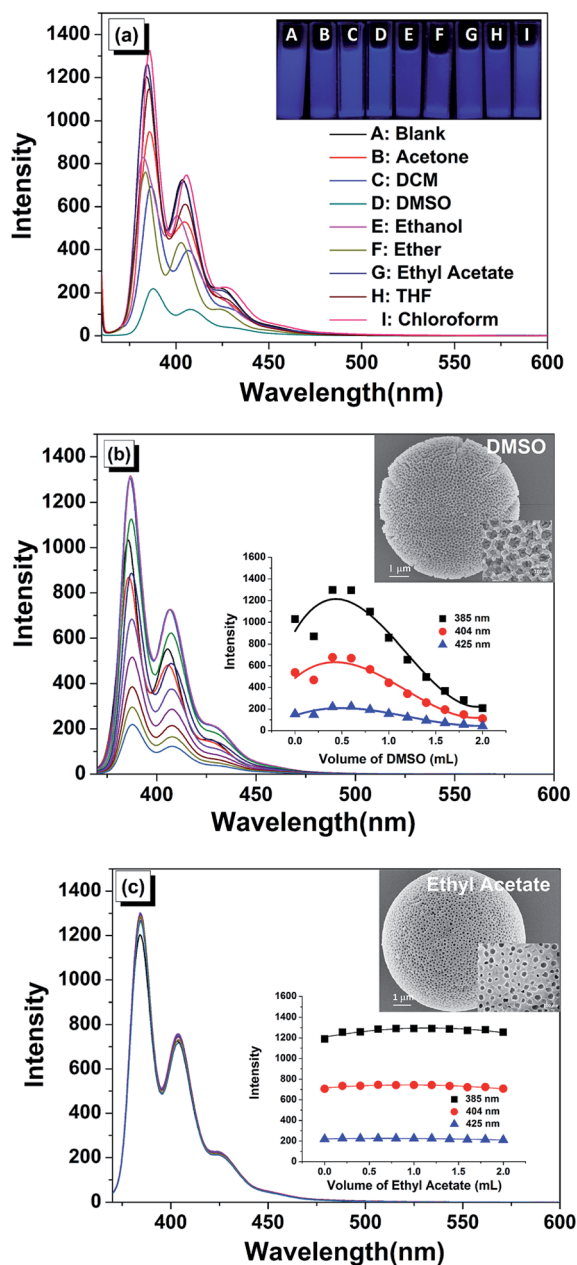 (a)
A B C D E F G H I
A: Blank
B: Acetone
C: DCM
D: DMSO
E: Ethanol
F: Ether
G: Ethyl Acetate
H: THF
I: Chloroform
Intensity
1400
1200
1000
800
600
400
200
0
400 450 500 550 600
Wavelength(nm)
(b)
DMSO
1 μm
Intensity
1400
1200
1000
800
600
400
200
0
385 nm
404 nm
425 nm
Intensity
1600
1400
1200
1000
800
600
400
200
0
0.0 0.5 1.0 1.5 2.0
Volume of DMSO (mL)
400 450 500 550 600
Wavelength(nm)
(c)
Ethyl Acetate
1 μm
Intensity
1400
1200
1000
800
600
400
200
0
385 nm
404 nm
425 nm
Intensity
1600
1400
1200
1000
800
600
400
200
0
0.0 0.5 1.0 1.5 2.0
Volume of Ethyl Acetate (mL)
400 450 500 550 600
Wavelength(nm)